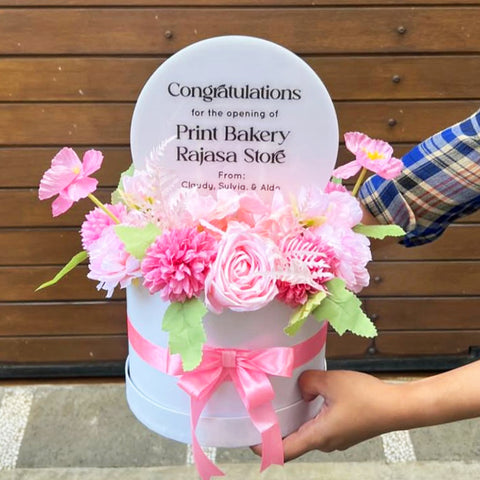 Congratulations
for the opening of
Print Bakery
Rajasa Store
From:
Claudy, Sulvia, & Aldo